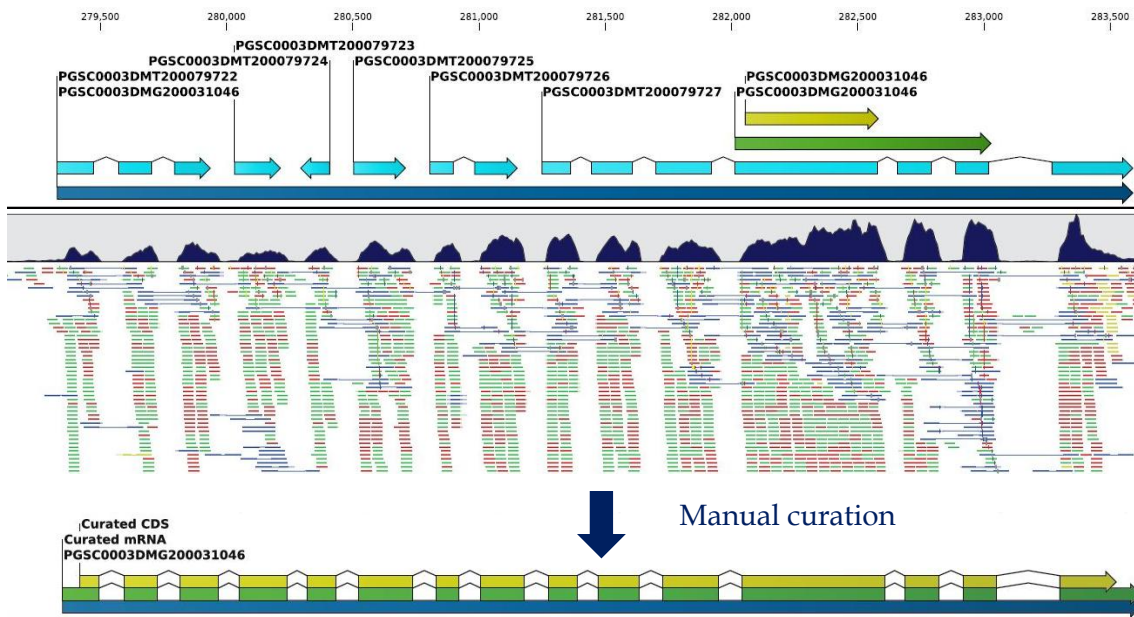 279,500 280,000 280,500 281,000 281,500 282,000 282,500 283,000 283,500
PGSC0003DMT200079723
PGSC0003DMT200079724 PGSC0003DMT200079725
PGSC0003DMT200079722 PGSC0003DMT200079726 PGSC0003DMG200031046
PGSC0003DMG200031046 PGSC0003DMT200079727 PGSC0003DMG200031046
Manual curation
Curated CDS
Curated mRNA
PGSC0003DMG200031046